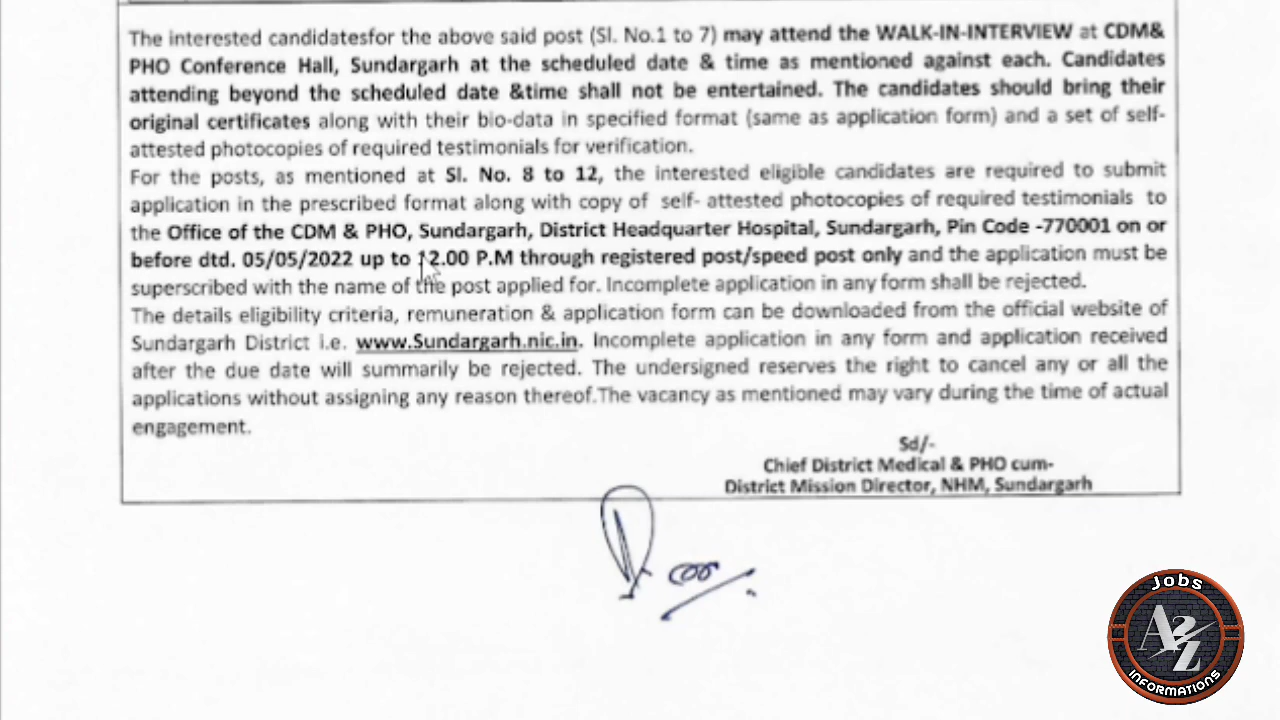 The interested candidatesfor the above said post (Sl. No.1 to 7) may attend the WALK-IN-INTERVIEW at CDM&
PHO Conference Hall, Sundargarh at the scheduled date & time as mentioned against each. Candidates
attending beyond the scheduled date &time shall not be entertained. The candidates should bring their
original certificates along with their bio-data in specified format (same as application form) and a set of self-
attested photocopies of required testimonials for verification.
For the posts, as mentioned at Sl. No. 8 to 12, the interested eligible candidates are required to submit
application in the prescribed format along with copy of self- attested photocopies of required testimonials to
the Office of the CDM & PHO, Sundargarh, District Headquarter Hospital, Sundargarh, Pin Code -770001 on or
before dtd. 05/05/2022 up to 12.00 P.M through registered post/speed post only and the application must be
superscribed with the name of the post applied for. Incomplete application in any form shall be rejected.
The details eligibility criteria, remuneration & application form can be downloaded from the official website of
Sundargarh District i.e. www.Sundargarh.nic.in. Incomplete application in any form and application received
after the due date will summarily be rejected. The undersigned reserves the right to cancel any or all the
applications without assigning any reason thereof.The vacancy as mentioned may vary during the time of actual
engagement.
Sd/-
Chief District Medical & PHO cum-
District Mission Director, NHM, Sundargarh
Jobs
A2Z
INFORMATIONS